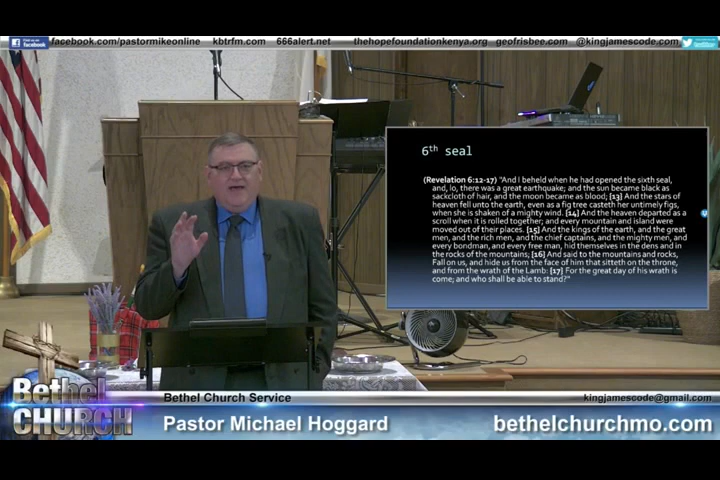 Find us on
facebook
facebook.com/pastormikeonline kbtrfm.com 666alert.net thehopefoundationkenya.org geofrisbee.com @kingjamescode.com
6th seal
(Revelation 6:12-17) "And I beheld when he had opened the sixth seal,
and, lo, there was a great earthquake; and the sun became black as
sackcloth of hair, and the moon became as blood; [13] And the stars of
heaven fell unto the earth, even as a fig tree casteth her untimely figs,
when she is shaken of a mighty wind. [14] And the heaven departed as a
scroll when it is rolled together; and every mountain and island were
moved out of their places. [15] And the kings of the earth, and the great
men, and the rich men, and the chief captains, and the mighty men, and
every bondman, and every free man, hid themselves in the dens and in
the rocks of the mountains; [16] And said to the mountains and rocks,
Fall on us, and hide us from the face of him that sitteth on the throne,
and from the wrath of the Lamb: [17] For the great day of his wrath is
come; and who shall be able to stand?"
Bethel
CHURCH
Bethel Church Service kingjamescode@gmail.com
Pastor Michael Hoggard bethelchurchmo.com